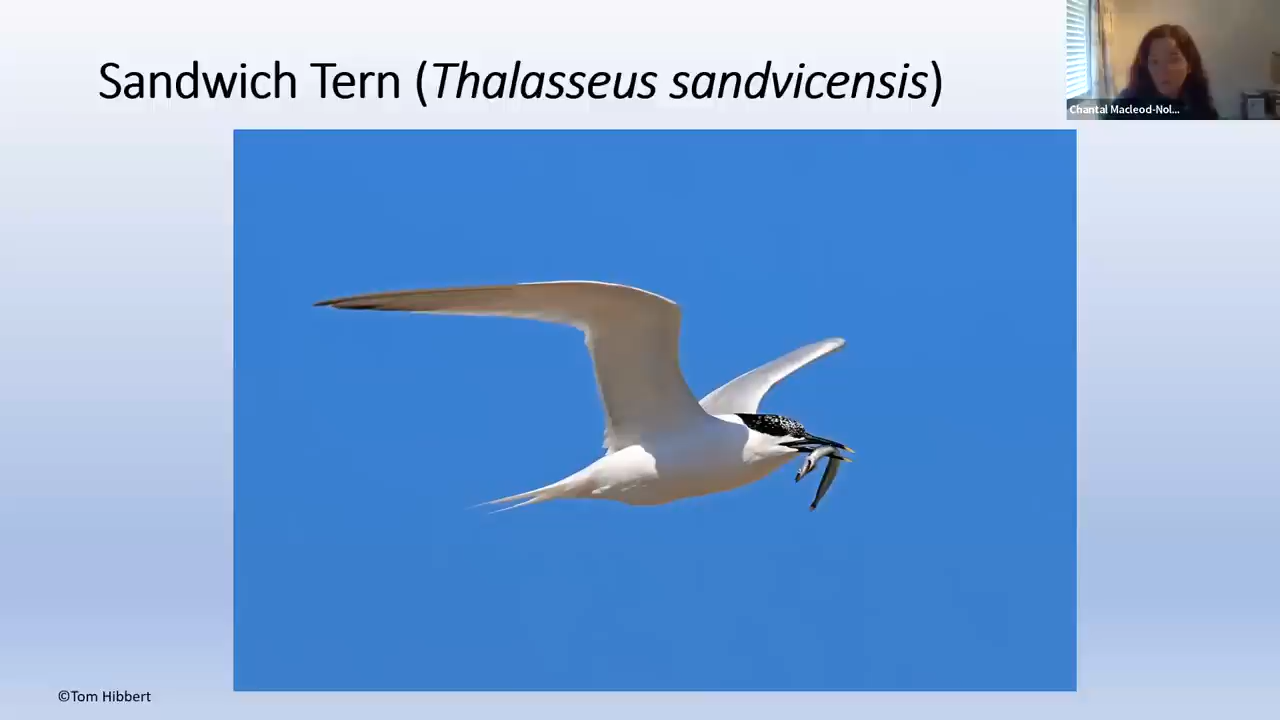 Sandwich Tern (Thalasseus sandvicensis)
Chantal Macleod-Nol...
©Tom Hibbert